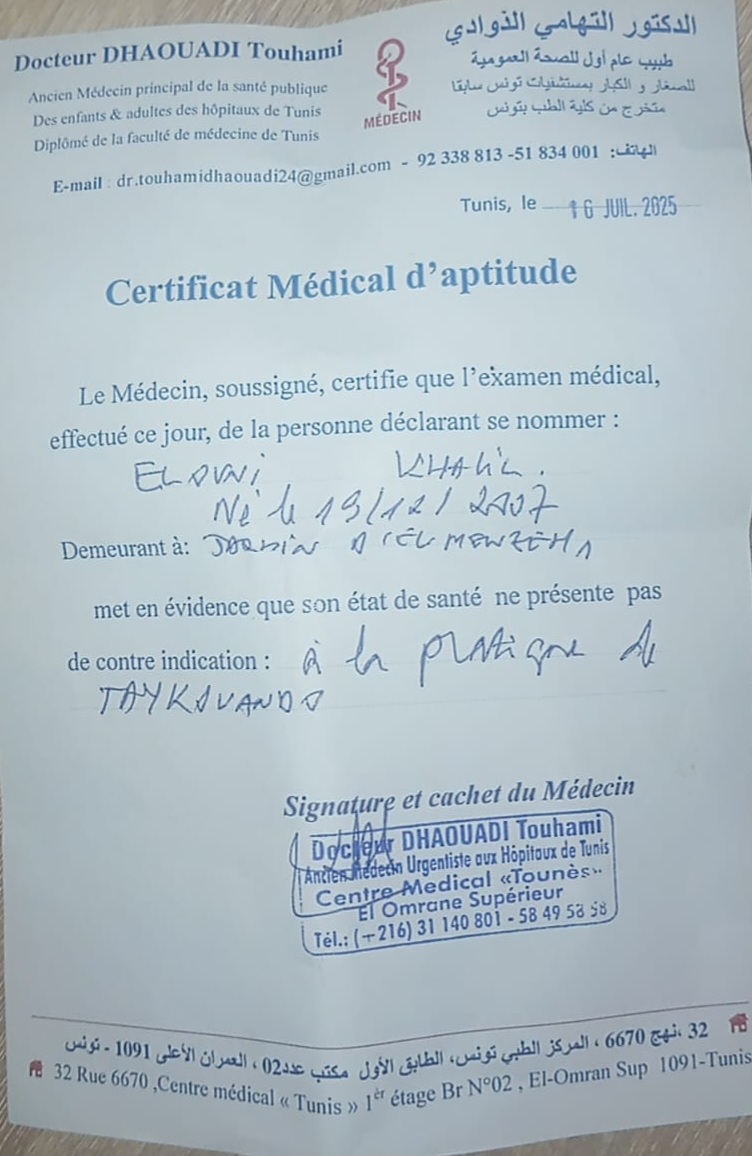 Docteur DHAOUADI Touhami
Ancien Médecin principal de la santé publique
Des enfants & adultes des hôpitaux de Tunis
Diplômé de la faculté de médecine de Tunis
MÉDECIN
الدكتور التهامي الذوادي
طبيب عام أول للصحة العمومية
للصغار و الكبار بمستشفيات تونس سابقا
متخرج من كلية الطب بتونس
E-mail : dr.touhamidhaouadi24@gmail.com - 92 338 813 -51 834 001 الهاتف:
Tunis, le 16 JUIL. 2025
Certificat Médical d'aptitude
Le Médecin, soussigné, certifie que l'examen médical,
effectué ce jour, de la personne déclarant se nommer :
ELOUNI KHALIL.
Né le 19/12/2007
Demeurant à: JARDIN D'EL MENZEH 1
met en évidence que son état de santé ne présente pas
de contre indication : à la pratique de
TAYKOUANDO
Signature et cachet du Médecin
Docteur DHAOUADI Touhami
Ancien Médecin Urgentiste aux Hôpitaux de Tunis
Centre Medical «Tounès»
El Omrane Supérieur
Tél.: (+216) 31 140 801 - 58 49 58 58
32 ،نهج 6670 ، المركز الطبي تونس، الطابق الأول مكتب عدد02 ، العمران الأعلى 1091 - تونس
32 Rue 6670 ,Centre médical « Tunis » 1er étage Br N°02 , El-Omran Sup 1091-Tunis